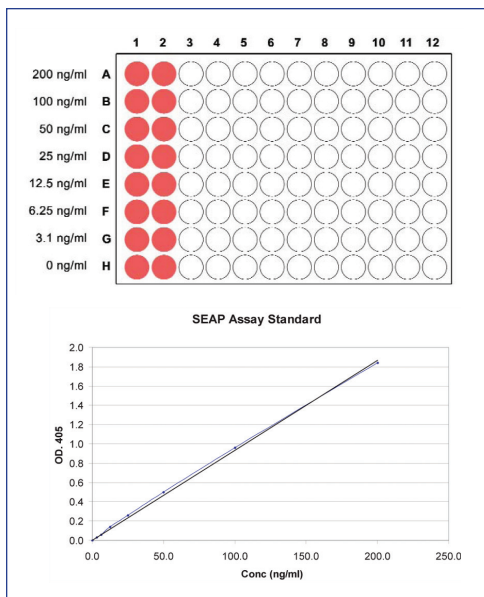 1 2 3 4 5 6 7 8 9 10 11 12
200 ng/ml A
100 ng/ml B
50 ng/ml C
25 ng/ml D
12.5 ng/ml E
6.25 ng/ml F
3.1 ng/ml G
0 ng/ml H
SEAP Assay Standard
2.0
1.8
1.6
1.4
1.2
1.0
0.8
0.6
0.4
0.2
0.0
OD. 405
0.0 50.0 100.0 150.0 200.0 250.0
Conc (ng/ml)